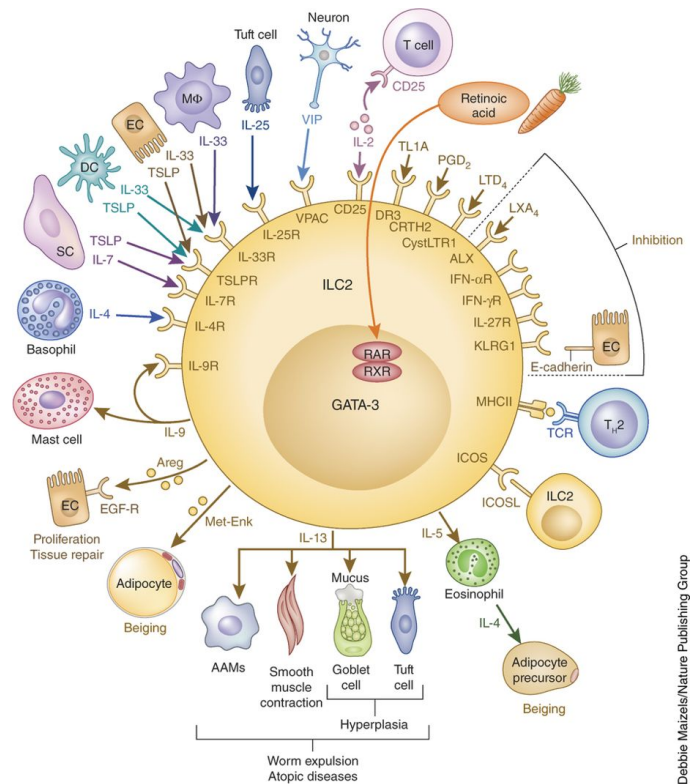 Neuron
Tuft cell
T cell
CD25
MΦ
EC
DC
SC
IL-25
VIP
IL-2
Retinoic
acid
IL-33
IL-33
TSLP
IL-33
TSLP
TSLP
IL-7
TL1A
PGD2
LTD4
LXA4
Inhibition
IL-25R
VPAC
CD25
DR3
CRTH2
CystLTR1
ALX
IFN-αR
IFN-γR
IL-27R
KLRG1
IL-33R
TSLPR
IL-7R
IL-4R
IL-9R
ILC2
RAR
RXR
GATA-3
Basophil
IL-4
Mast cell
IL-9
E-cadherin
EC
MHCII
TCR
TH2
ICOS
ICOSL
ILC2
Areg
EC
EGF-R
Proliferation
Tissue repair
Met-Enk
Adipocyte
Beiging
IL-13
IL-5
Eosinophil
IL-4
Adipocyte
precursor
Beiging
Mucus
AAMs
Smooth
muscle
contraction
Goblet
cell
Tuft
cell
Hyperplasia
Worm expulsion
Atopic diseases
Debbie Maizels/Nature Publishing Group